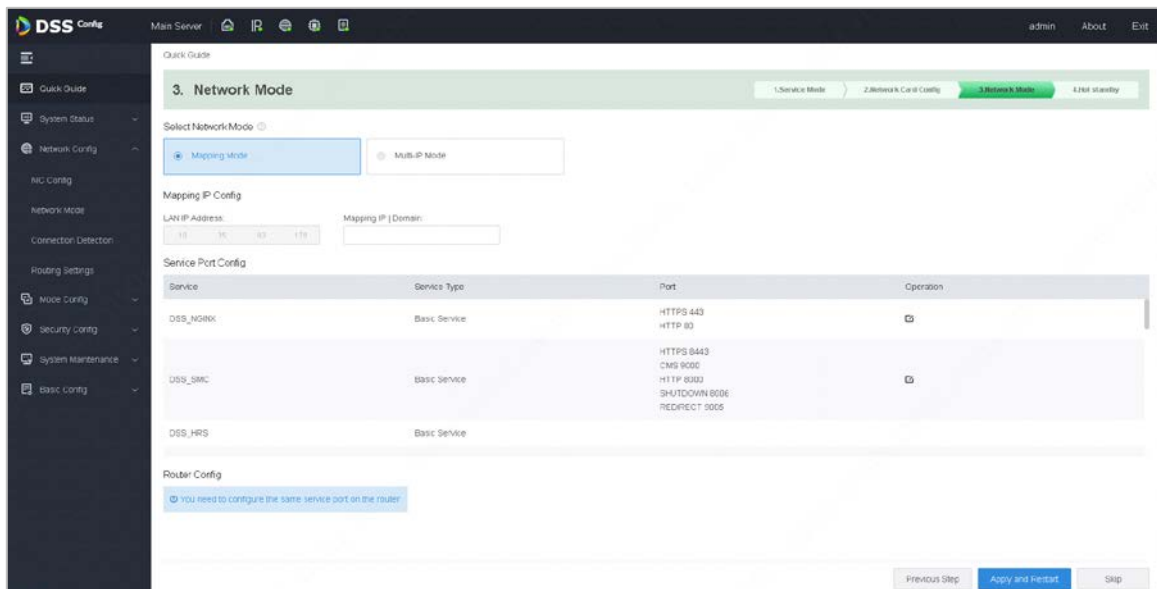 DSS Config
Main Server
admin
About
Exit
Quick Guide
Quick Guide
System Status
Network Config
NIC Config
Network Mode
Connection Detection
Routing Settings
Mode Config
Security Config
System Maintenance
Basic Config
3. Network Mode
1.Service Mode
2.Network Card Config
3.Network Mode
4.Hot standby
Select Network Mode
Mapping Mode
Multi-IP Mode
Mapping IP Config
LAN IP Address:
Mapping IP | Domain:
Service Port Config
Service Service Type Port Operation
DSS_NGINX Basic Service HTTPS 443
HTTP 80
HTTPS 8443
CMS 9000
DSS_SMC Basic Service HTTP 8000
SHUTDOWN 8006
REDIRECT 9005
DSS_HRS Basic Service
Router Config
You need to configure the same service port on the router
Previous Step
Apply and Restart
Skip